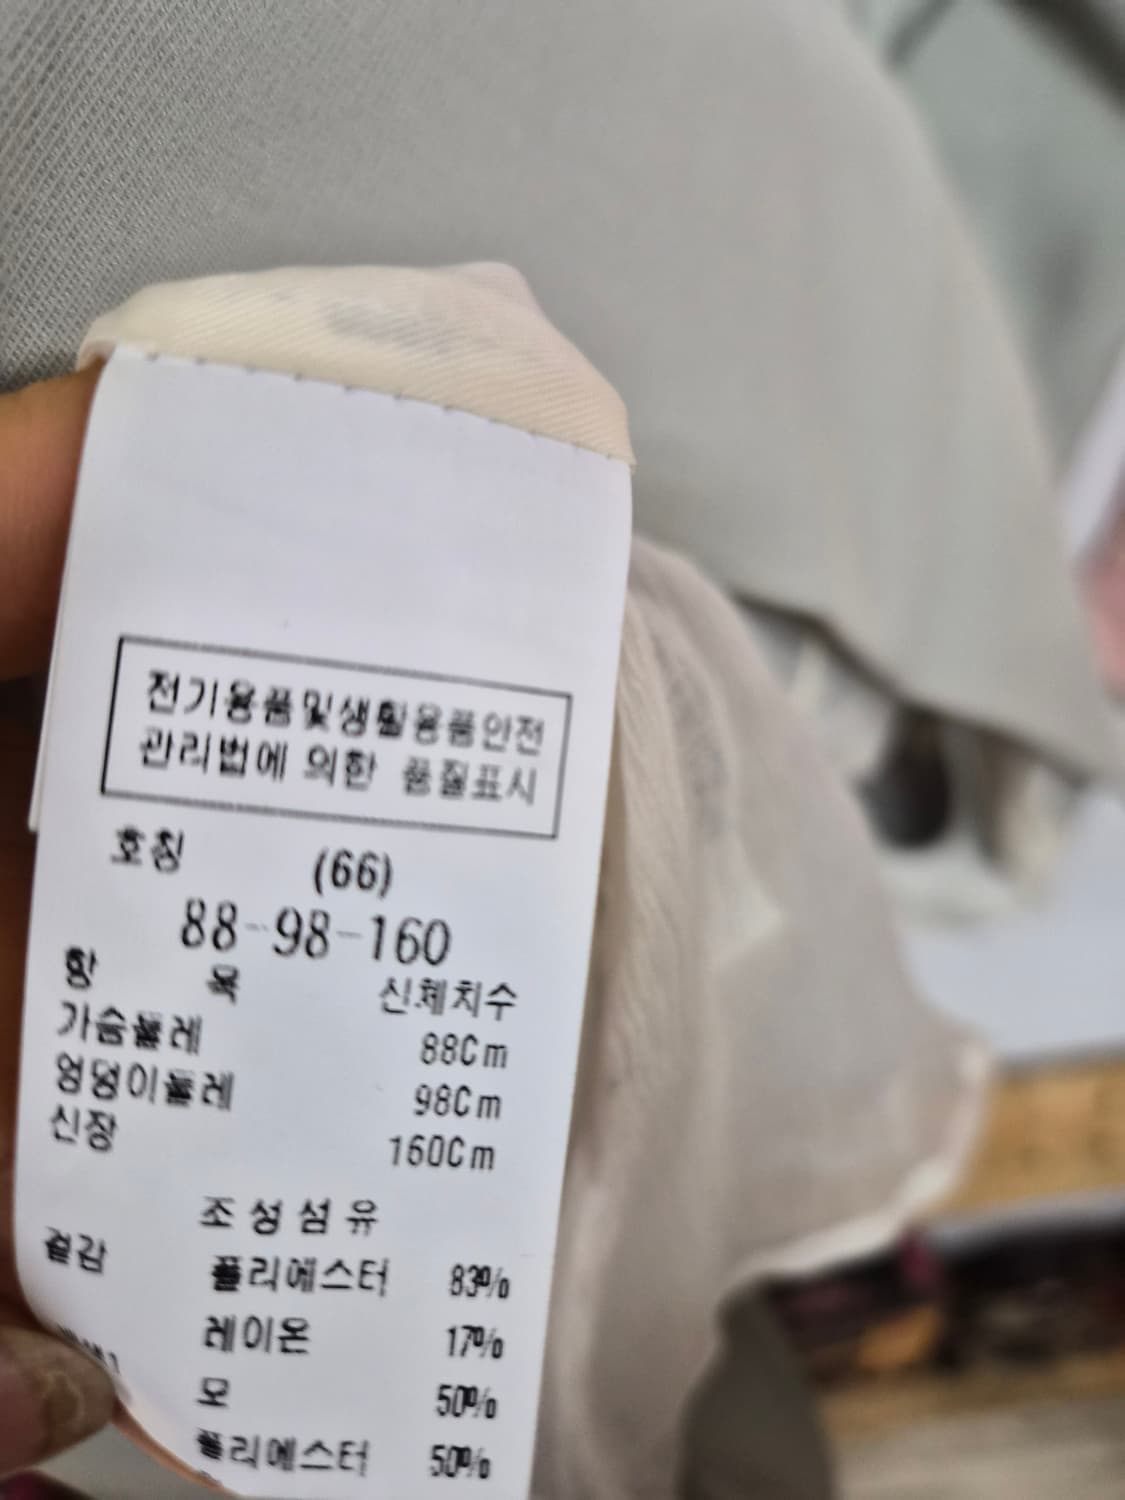 전기용품및생활용품안전
관리법에 의한 품질표시
호칭 (66)
88-98-160
항 목 신체치수
가슴둘레 88Cm
엉덩이둘레 98Cm
신장 160Cm
조성섬유
겉감 폴리에스터 83%
레이온 17%
모 50%
폴리에스터 50%